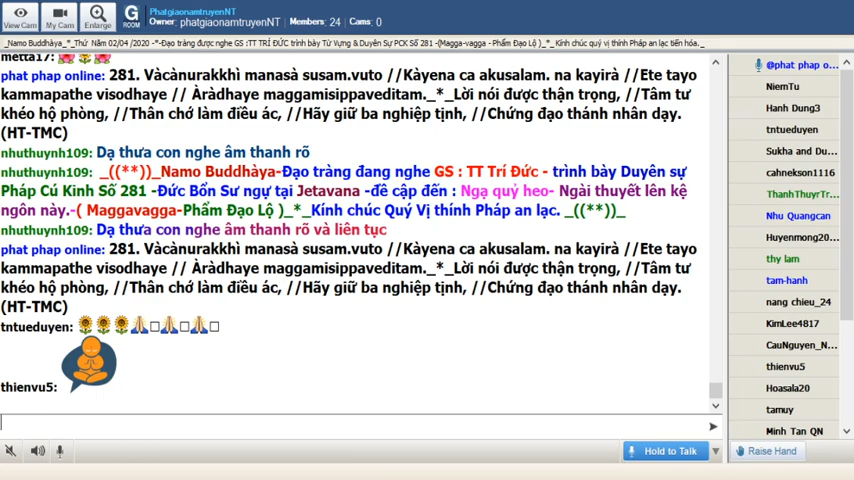 View Cam
My Cam
Enlarge
G
ROOM
PhatgiaonamtruyenNT
Owner: phatgiaonamtruyenNT | Members: 24 | Cams: 0
_Namo Buddhàya_*_Thứ Năm 02/04 /2020 -*-Đạo tràng được nghe GS :TT TRÍ ĐỨC trình bày Tứ Vựng & Duyên Sự PCK Số 281 -(Magga-vagga - Phẩm Đạo Lộ )_*_ Kính chúc quý vị thính Pháp an lạc tiến hóa._
metta17:
phat phap online: 281. Vàcànurakkhì manasà susam.vuto //Kàyena ca akusalam. na kayirà //Ete tayo
kammapathe visodhaye // Àràdhaye maggamisippaveditam._*_Lời nói được thận trọng, //Tâm tư
khéo hộ phòng, //Thân chớ làm điều ác, //Hãy giữ ba nghiệp tịnh, //Chứng đạo thánh nhân dạy.
(HT-TMC)
nhuthuynh109: Dạ thưa con nghe âm thanh rõ
nhuthuynh109: _((**))_Namo Buddhàya-Đạo tràng đang nghe GS : TT Trí Đức - trình bày Duyên sự
Pháp Cú Kinh Số 281 -Đức Bổn Sư ngự tại Jetavana -đề cập đến : Ngạ quỷ heo- Ngài thuyết lên kệ
ngôn này.-( Maggavagga-Phẩm Đạo Lộ )_*_Kính chúc Quý Vị thính Pháp an lạc. _((**))_
nhuthuynh109: Dạ thưa con nghe âm thanh rõ và liên tục
phat phap online: 281. Vàcànurakkhì manasà susam.vuto //Kàyena ca akusalam. na kayirà //Ete tayo
kammapathe visodhaye // Àràdhaye maggamisippaveditam._*_Lời nói được thận trọng, //Tâm tư
khéo hộ phòng, //Thân chớ làm điều ác, //Hãy giữ ba nghiệp tịnh, //Chứng đạo thánh nhân dạy.
(HT-TMC)
tntueduyen:
thienvu5:
Hold to Talk
@phat phap o...
NiemTu
Hanh Dung3
tntueduyen
Sukha and Du...
cahnekson1116
ThanhThuyrTr...
Nhu Quangcan
Huyenmong20...
thy lam
tam-hanh
nang chieu_24
KimLee4817
CauNguyen_N...
thienvu5
Hoasala20
tamuy
Minh Tan QN
Raise Hand